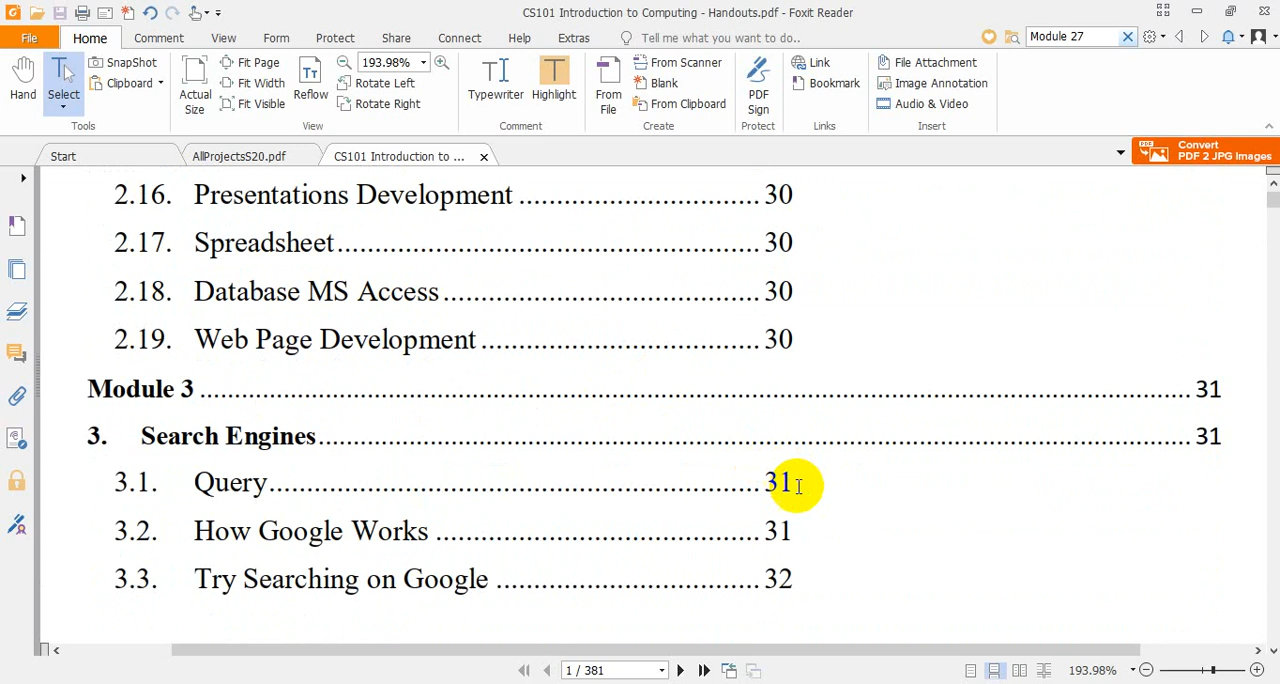 CS101 Introduction to Computing - Handouts.pdf - Foxit Reader
File Home Comment View Form Protect Share Connect Help Extras Tell me what you want to do.. Module 27
Hand
Select
SnapShot
Clipboard
Tools
Actual Size
Fit Page
Fit Width
Fit Visible
Reflow
193.98%
Rotate Left
Rotate Right
View
Typewriter
Highlight
Comment
From File
From Scanner
Blank
From Clipboard
Create
PDF Sign
Protect
Link
Bookmark
Links
File Attachment
Image Annotation
Audio & Video
Insert
Start AllProjectsS20.pdf CS101 Introduction to ...
Convert
PDF 2 JPG Images
2.16. Presentations Development ................................ 30
2.17. Spreadsheet ................................ 30
2.18. Database MS Access ................................ 30
2.19. Web Page Development ................................ 30
Module 3 ................................ 31
3. Search Engines ................................ 31
3.1. Query ................................ 31
3.2. How Google Works ................................ 31
3.3. Try Searching on Google ................................ 32
1 / 381 193.98%